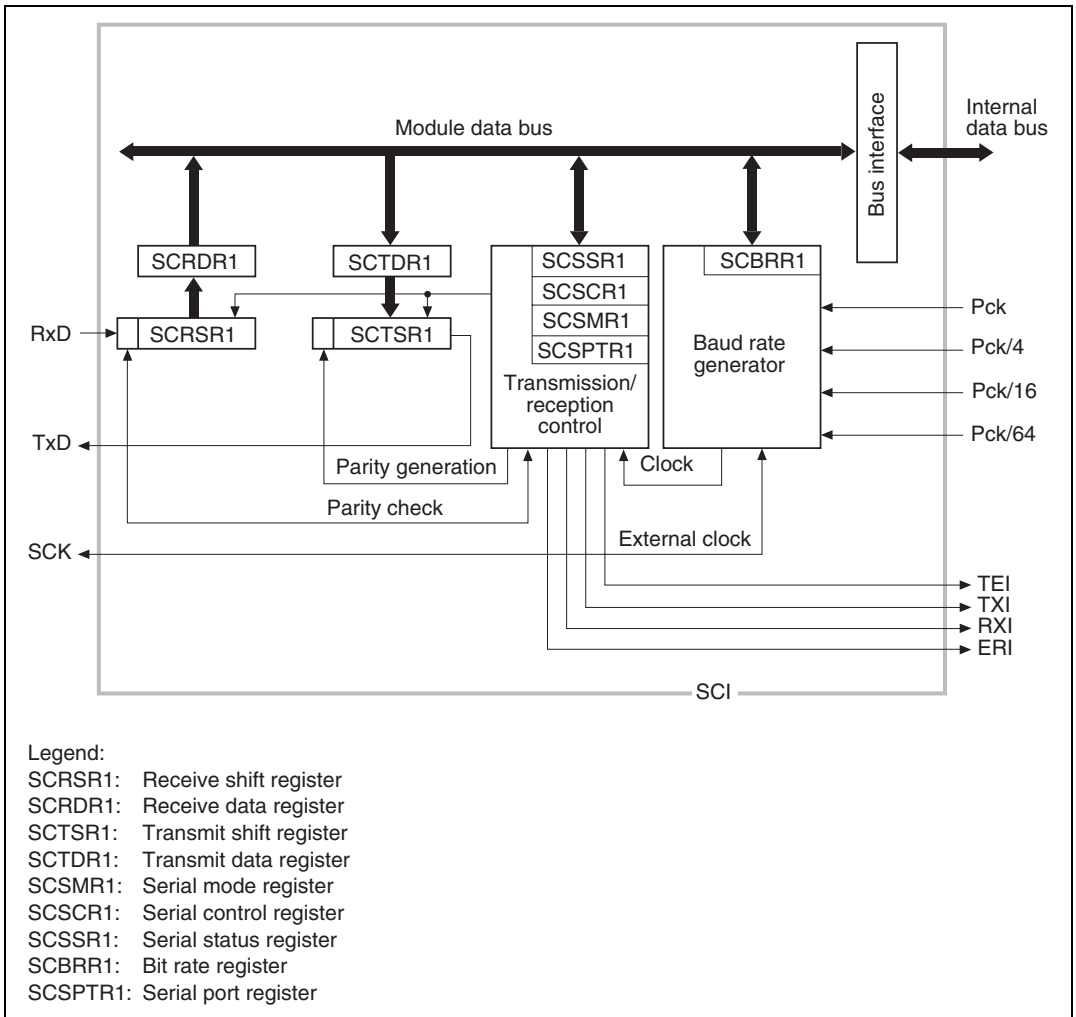 Module data bus
Bus interface
Internal
data bus
SCRDR1
SCTDR1
SCSSR1
SCBRR1
SCSCR1
SCSMR1
SCSPTR1
RxD
SCRSR1
SCTSR1
Transmission/
reception
control
Baud rate
generator
Pck
Pck/4
Pck/16
Pck/64
TxD
Parity generation
Clock
Parity check
SCK
External clock
TEI
TXI
RXI
ERI
SCI
Legend:
SCRSR1: Receive shift register
SCRDR1: Receive data register
SCTSR1: Transmit shift register
SCTDR1: Transmit data register
SCSMR1: Serial mode register
SCSCR1: Serial control register
SCSSR1: Serial status register
SCBRR1: Bit rate register
SCSPTR1: Serial port register